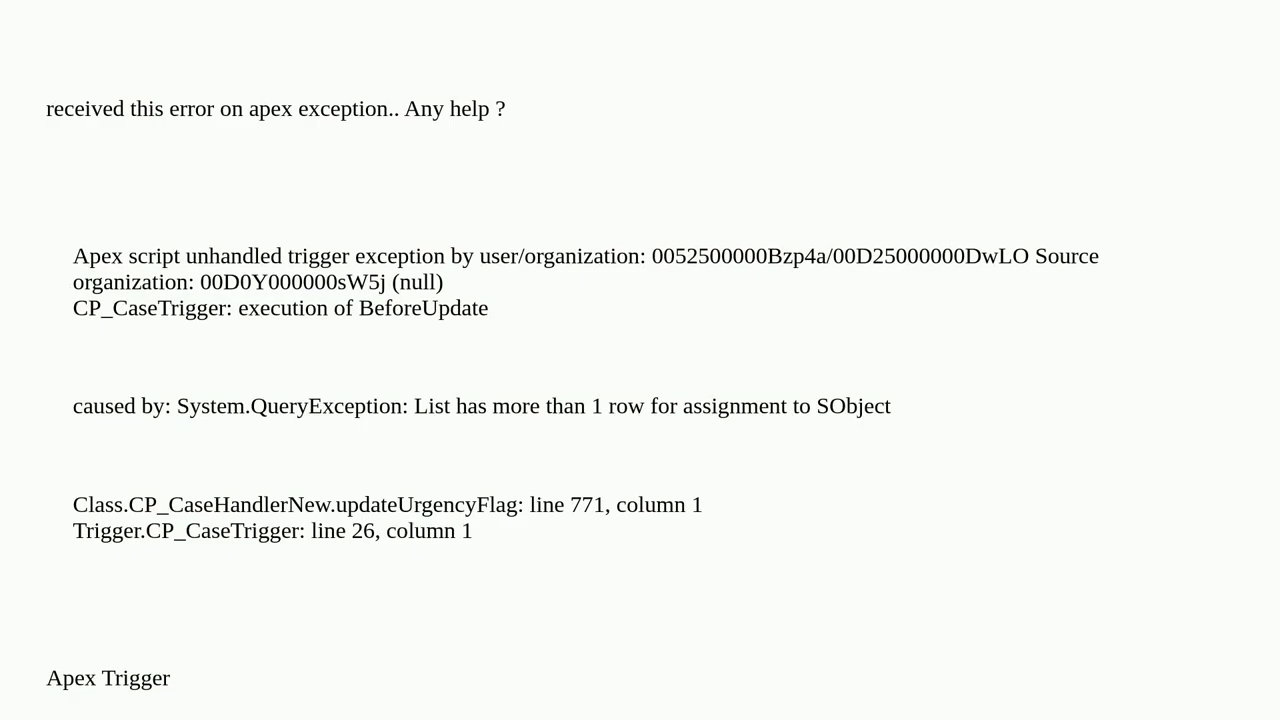 received this error on apex exception.. Any help ?
Apex script unhandled trigger exception by user/organization: 0052500000Bzp4a/00D25000000DwLO Source
organization: 00D0Y000000sW5j (null)
CP_CaseTrigger: execution of BeforeUpdate
caused by: System.QueryException: List has more than 1 row for assignment to SObject
Class.CP_CaseHandlerNew.updateUrgencyFlag: line 771, column 1
Trigger.CP_CaseTrigger: line 26, column 1
Apex Trigger